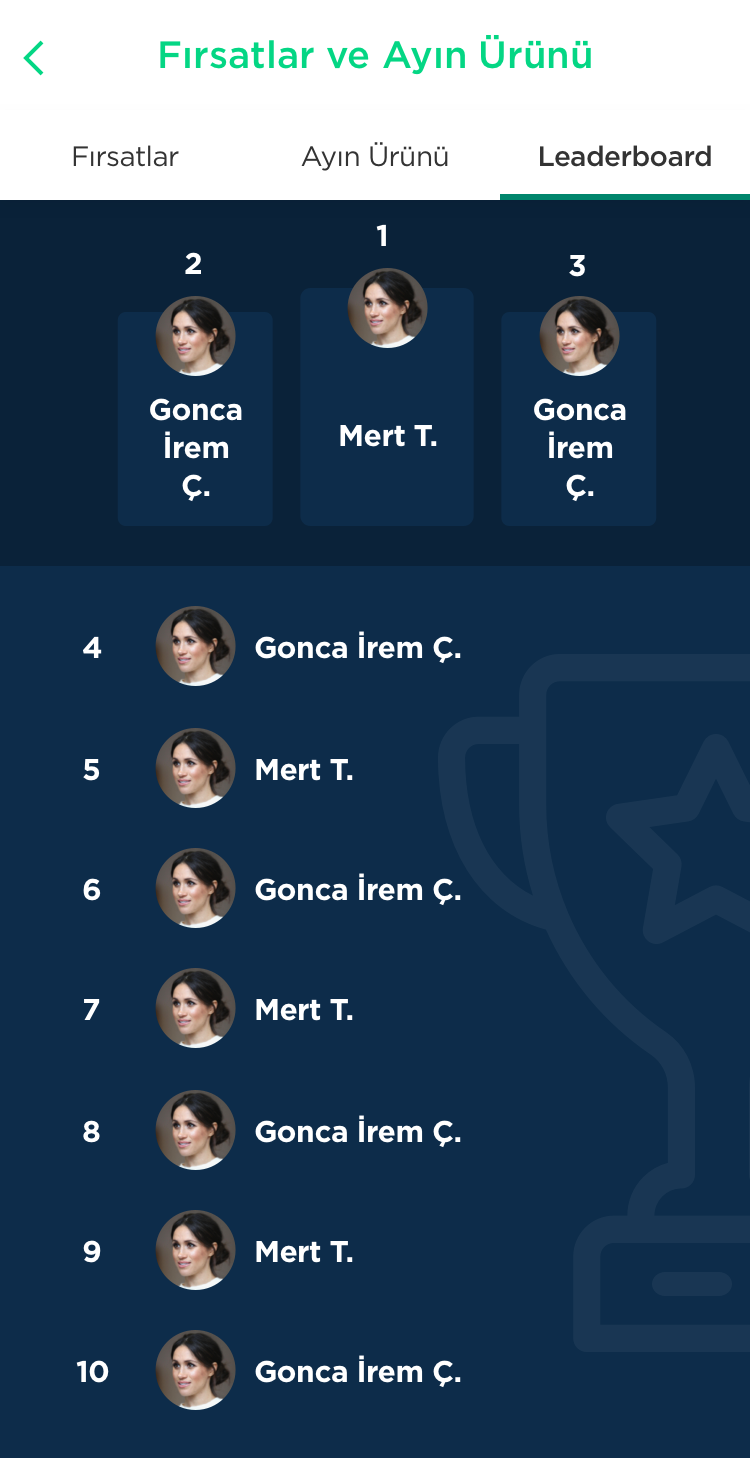 Fırsatlar ve Ayın Ürünü
Fırsatlar
Ayın Ürünü
Leaderboard
1
2
3
Gonca
İrem
Ç.
Mert T.
Gonca
İrem
Ç.
4 Gonca İrem Ç.
5 Mert T.
6 Gonca İrem Ç.
7 Mert T.
8 Gonca İrem Ç.
9 Mert T.
10 Gonca İrem Ç.